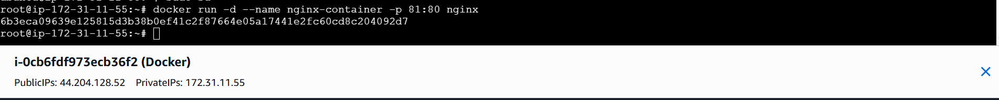 root@ip-172-31-11-55:~# docker run -d --name nginx-container -p 81:80 nginx
6b3eca09639e125815d3b38b0ef41c2f87664e05a17441e2fc60cd8c204092d7
root@ip-172-31-11-55:~#
i-0cb6fdf973ecb36f2 (Docker)
PublicIPs: 44.204.128.52 PrivateIPs: 172.31.11.55